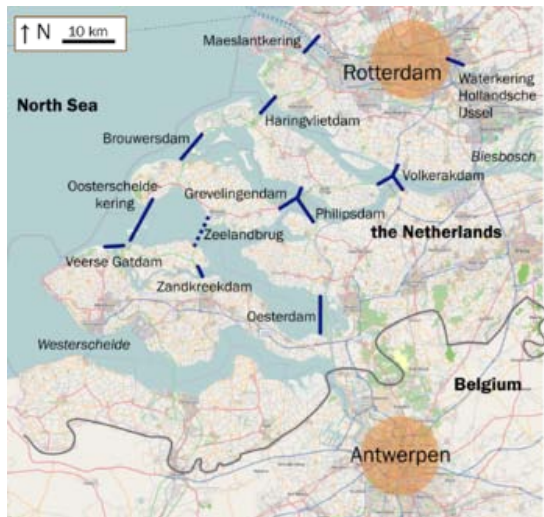 ↑ N 10 km
Maeslantkering
Rotterdam
Waterkering
Hollandsche
IJssel
North Sea
Haringvlietdam
Brouwersdam
Biesbosch
Oosterschelde-
kering
Grevelingendam
Volkerakdam
Philipsdam
Zeelandbrug
the Netherlands
Veerse Gatdam
Zandkreekdam
Oesterdam
Westerschelde
Belgium
Antwerpen